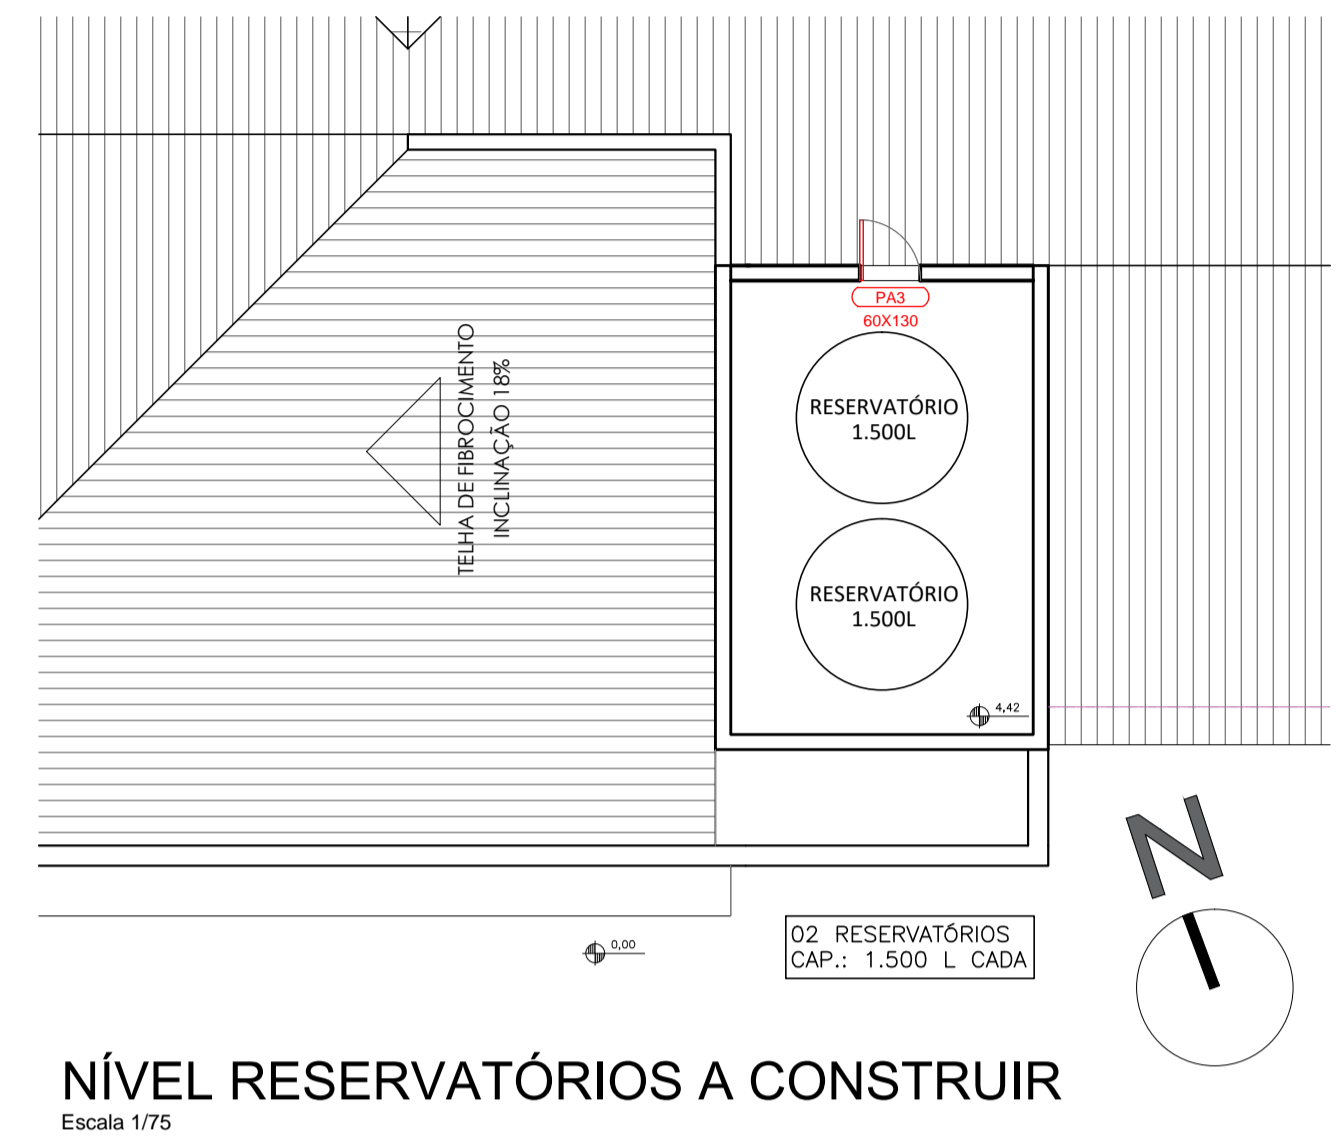 PA3
60X130
TELHA DE FIBROCIMENTO
INCLINAÇÃO 18%
RESERVATÓRIO
1.500L
RESERVATÓRIO
1.500L
4,42
N
0,00
02 RESERVATÓRIOS
CAP.: 1.500 L CADA
NÍVEL RESERVATÓRIOS A CONSTRUIR
Escala 1/75